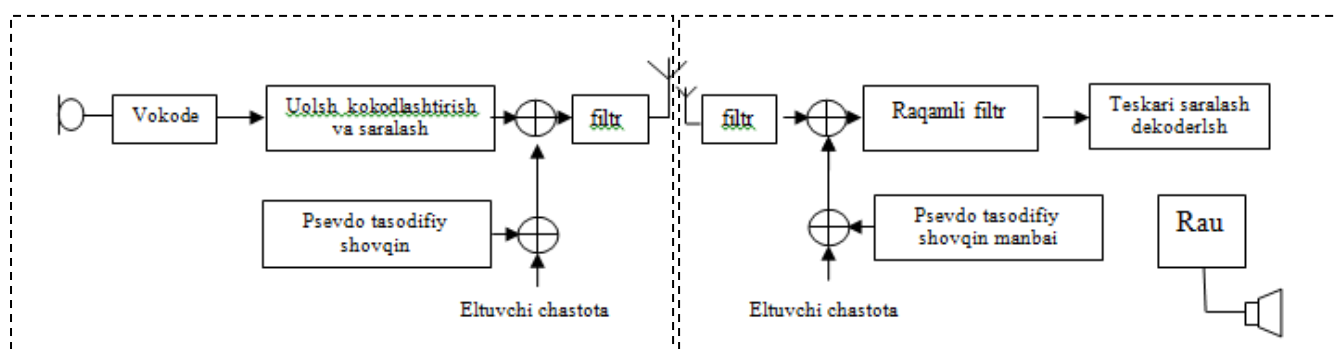 Vokode
Uolsh kokodlashtirish
va saralash
filtr
filtr
Raqamli filtr
Teskari saralash
dekoderlsh
Psevdo tasodifiy
shovqin
Psevdo tasodifiy
shovqin manbai
Rau
Eltuvchi chastota
Eltuvchi chastota